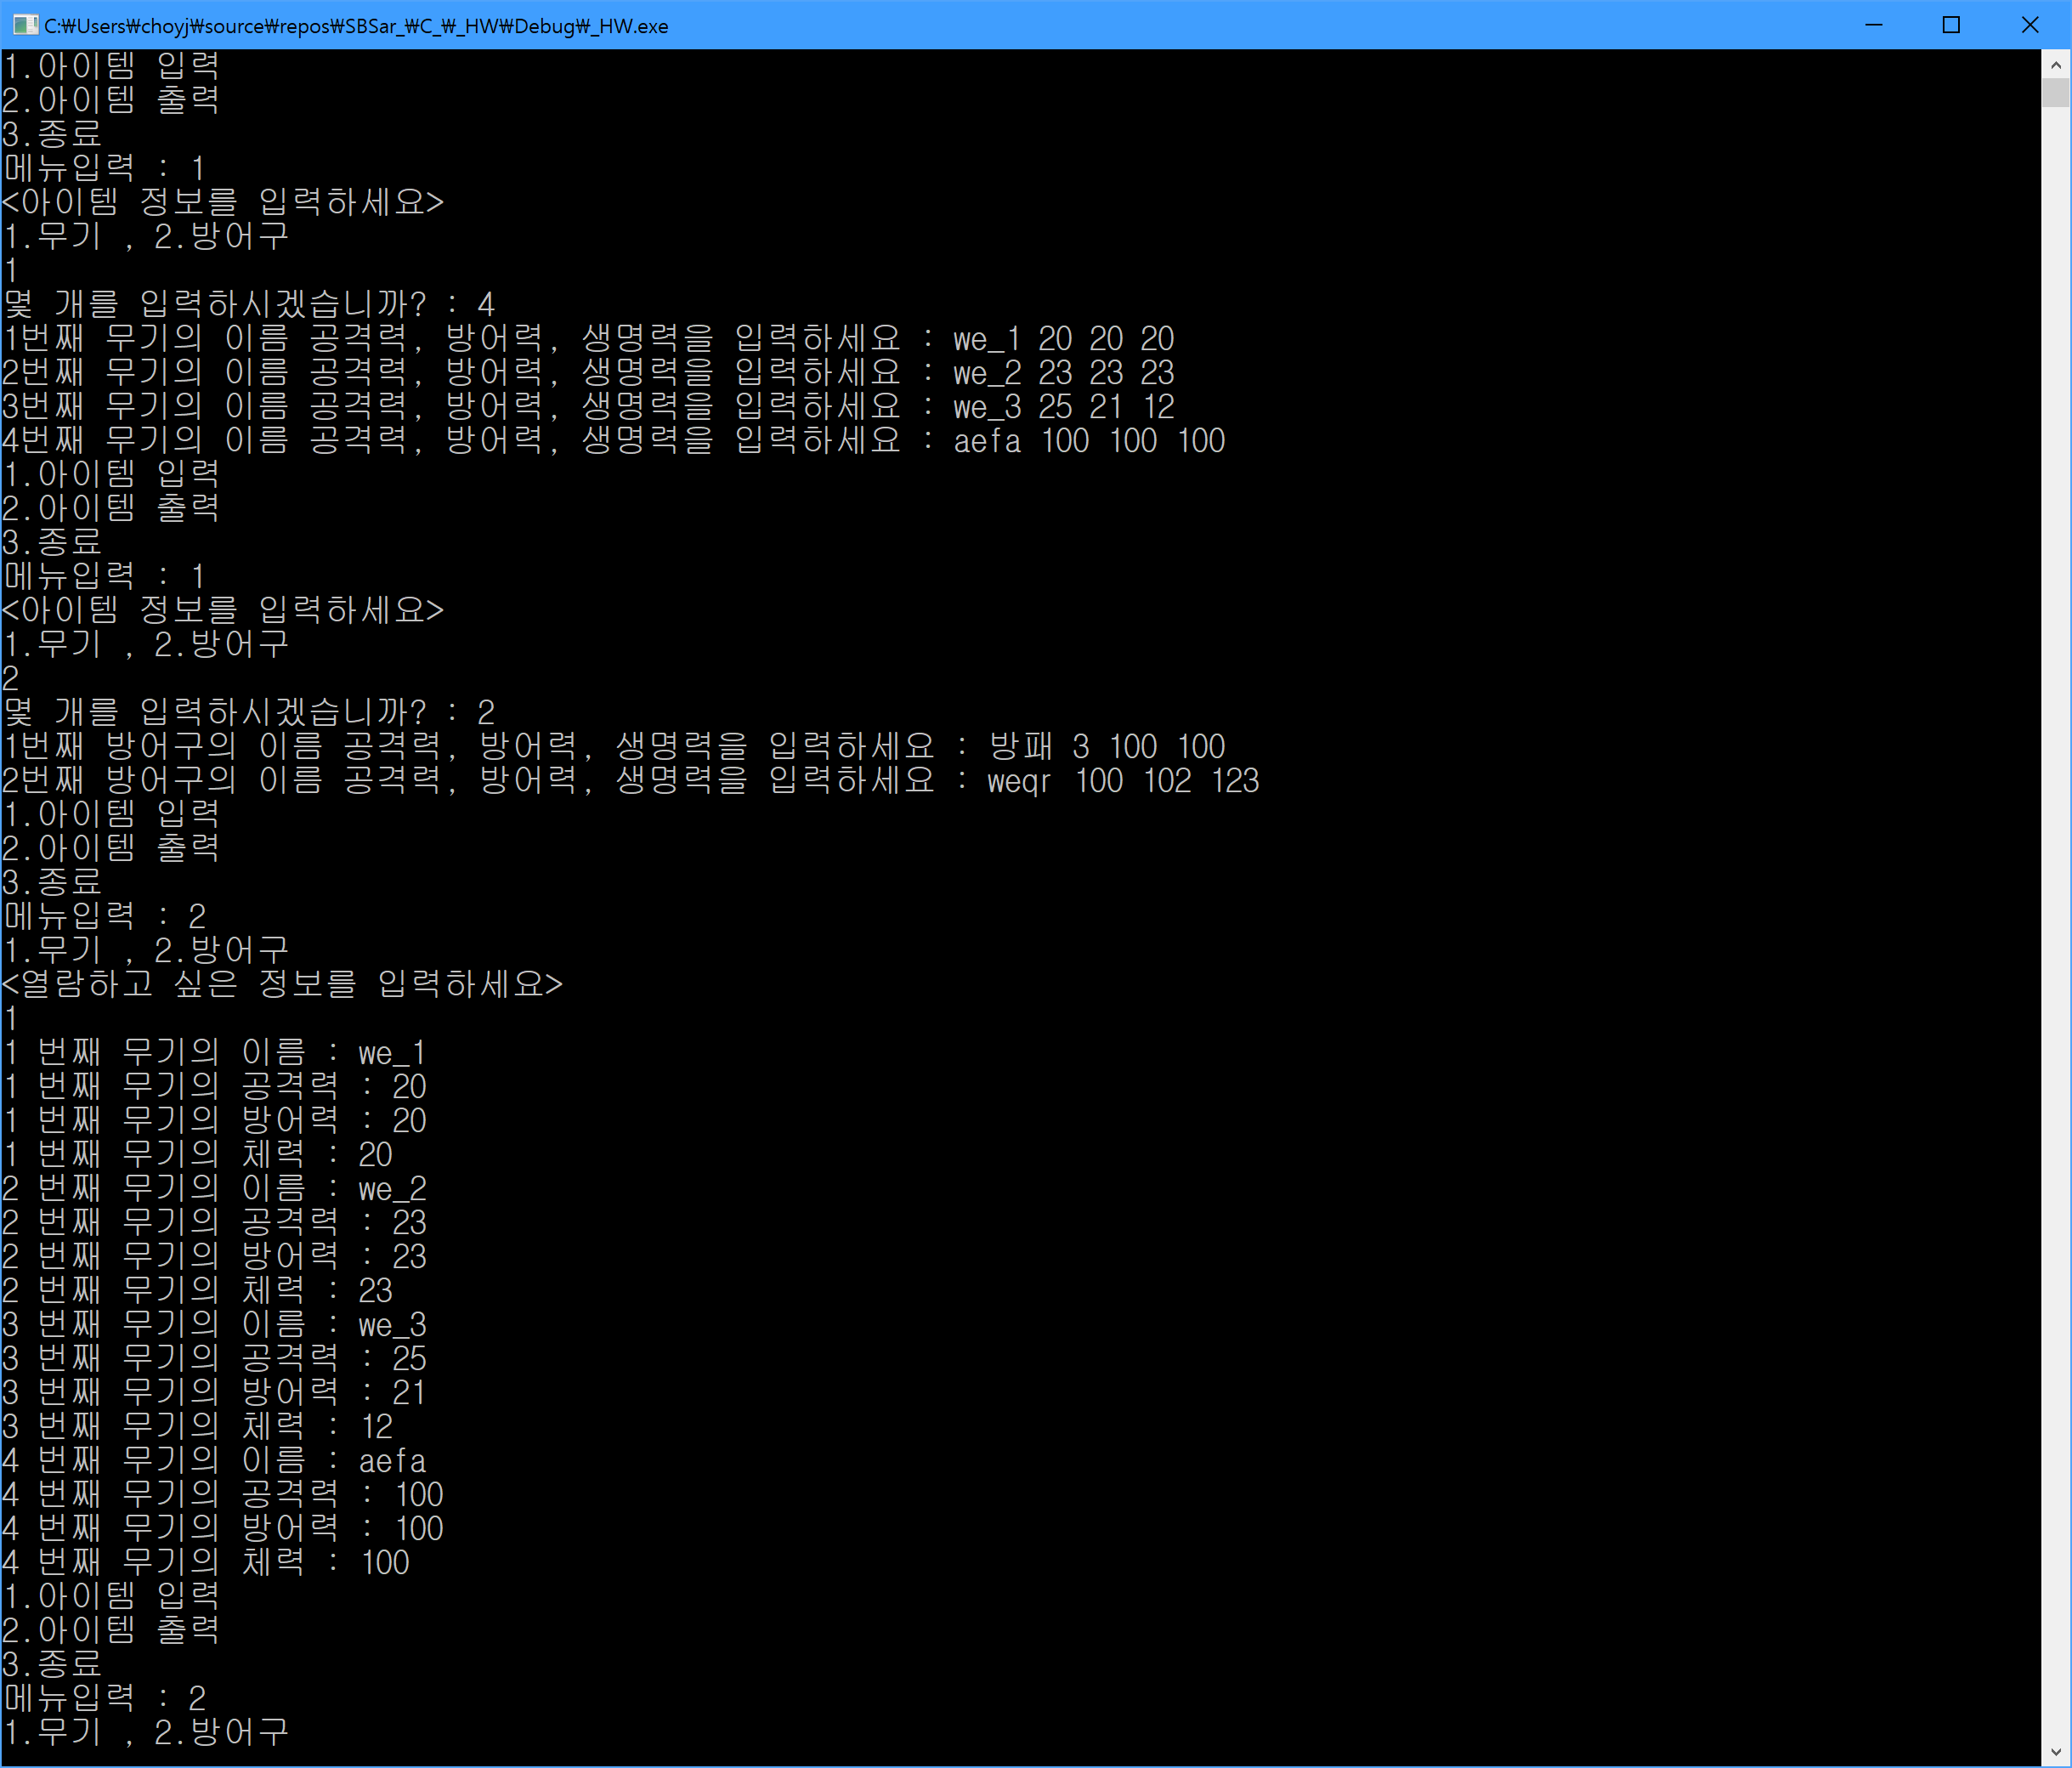 C:₩Users₩choyj₩source₩repos₩SBSar_₩C_₩_HW₩Debug₩_HW.exe
1.아이템 입력
2.아이템 출력
3.종료
메뉴입력 : 1
<아이템 정보를 입력하세요>
1.무기 , 2.방어구
1
몇 개를 입력하시겠습니까? : 4
1번째 무기의 이름 공격력, 방어력, 생명력을 입력하세요 : we_1 20 20 20
2번째 무기의 이름 공격력, 방어력, 생명력을 입력하세요 : we_2 23 23 23
3번째 무기의 이름 공격력, 방어력, 생명력을 입력하세요 : we_3 25 21 12
4번째 무기의 이름 공격력, 방어력, 생명력을 입력하세요 : aefa 100 100 100
1.아이템 입력
2.아이템 출력
3.종료
메뉴입력 : 1
<아이템 정보를 입력하세요>
1.무기 , 2.방어구
2
몇 개를 입력하시겠습니까? : 2
1번째 방어구의 이름 공격력, 방어력, 생명력을 입력하세요 : 방패 3 100 100
2번째 방어구의 이름 공격력, 방어력, 생명력을 입력하세요 : weqr 100 102 123
1.아이템 입력
2.아이템 출력
3.종료
메뉴입력 : 2
1.무기 , 2.방어구
<열람하고 싶은 정보를 입력하세요>
1
1 번째 무기의 이름 : we_1
1 번째 무기의 공격력 : 20
1 번째 무기의 방어력 : 20
1 번째 무기의 체력 : 20
2 번째 무기의 이름 : we_2
2 번째 무기의 공격력 : 23
2 번째 무기의 방어력 : 23
2 번째 무기의 체력 : 23
3 번째 무기의 이름 : we_3
3 번째 무기의 공격력 : 25
3 번째 무기의 방어력 : 21
3 번째 무기의 체력 : 12
4 번째 무기의 이름 : aefa
4 번째 무기의 공격력 : 100
4 번째 무기의 방어력 : 100
4 번째 무기의 체력 : 100
1.아이템 입력
2.아이템 출력
3.종료
메뉴입력 : 2
1.무기 , 2.방어구